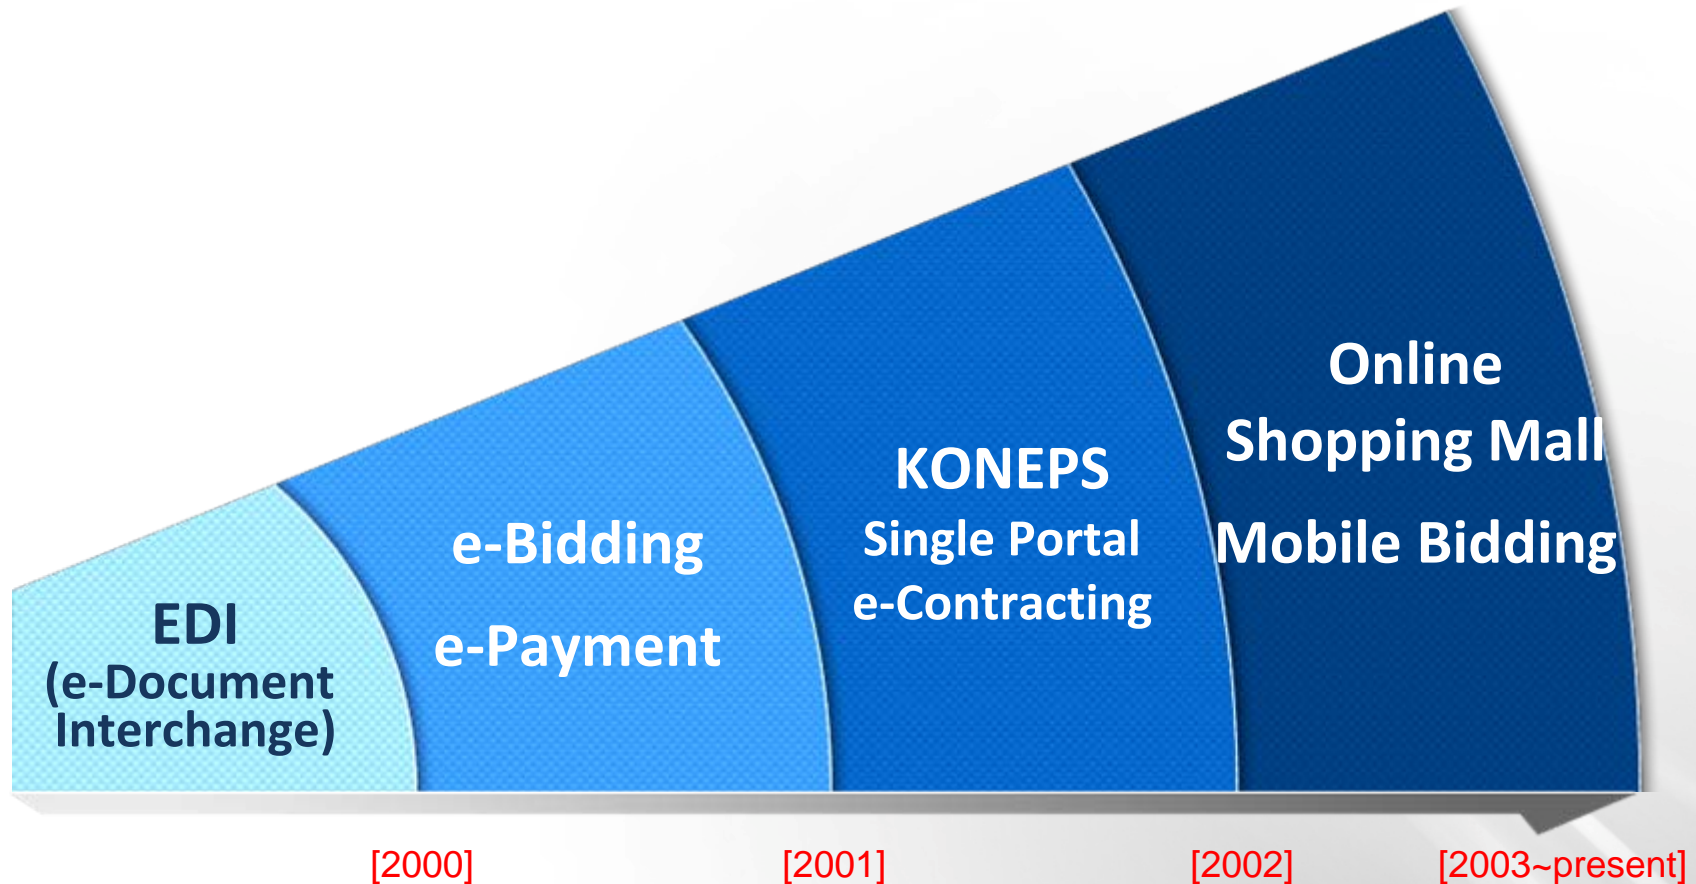 EDI
(e-Document
Interchange)
e-Bidding
e-Payment
KONEPS
Single Portal
e-Contracting
Online
Shopping Mall
Mobile Bidding
[2000]
[2001]
[2002]
[2003~present]